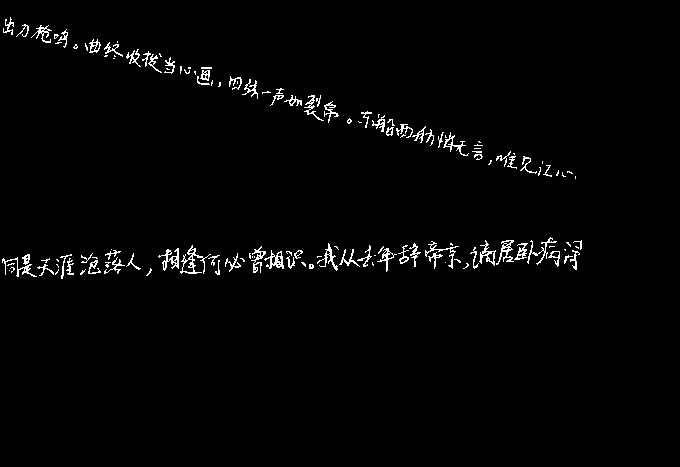 出刀枪鸣。曲终收拔当心画，四弦一声如裂帛。东船西舫悄无言，唯见江心
同是天涯沦落人，相逢何必曾相识。我从去年辞帝京，谪居卧病浔